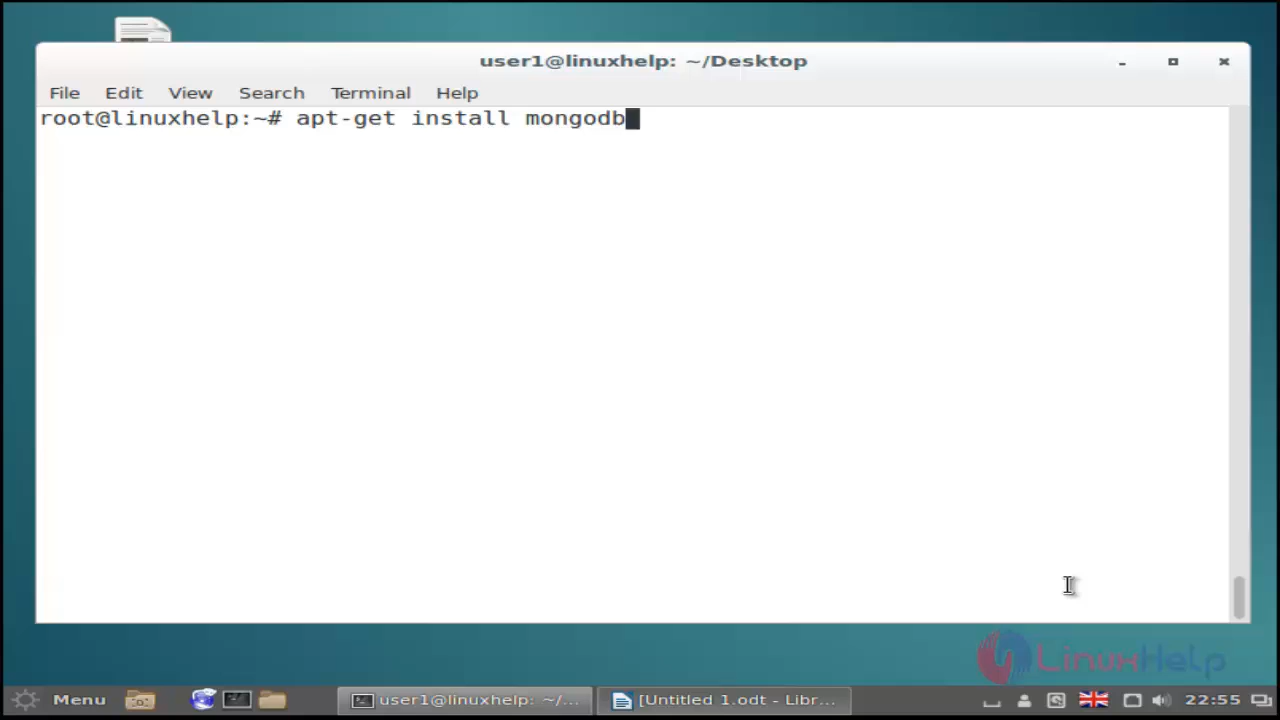 user1@linuxhelp: ~/Desktop
File Edit View Search Terminal Help
root@linuxhelp:~# apt-get install mongodb
LinuxHelp
Menu user1@linuxhelp: ~/... [Untitled 1.odt - Libr... 22:55